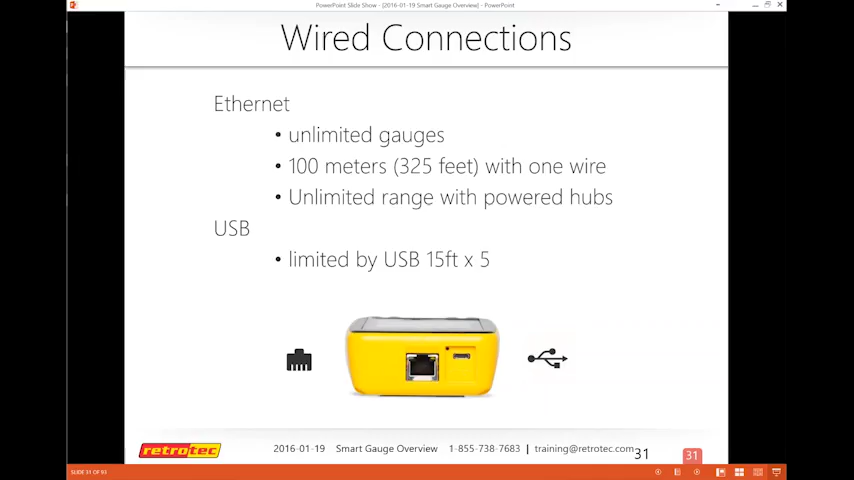 PowerPoint Slide Show - [2016-01-19 Smart Gauge Overview] - PowerPoint
Wired Connections
Ethernet
• unlimited gauges
• 100 meters (325 feet) with one wire
• Unlimited range with powered hubs
USB
• limited by USB 15ft x 5
retrotec
2016-01-19 Smart Gauge Overview 1-855-738-7683 | training@retrotec.com 31
31
SLIDE 31 OF 93